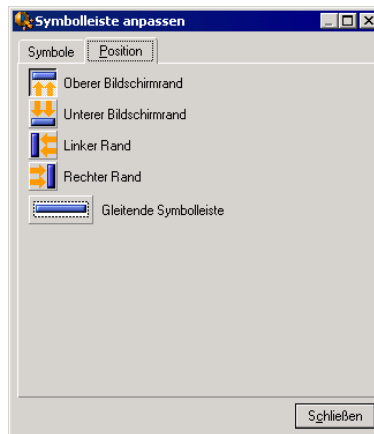 Symbolleiste anpassen
Symbole Position
Oberer Bildschirmrand
Unterer Bildschirmrand
Linker Rand
Rechter Rand
Gleitende Symbolleiste
Schließen